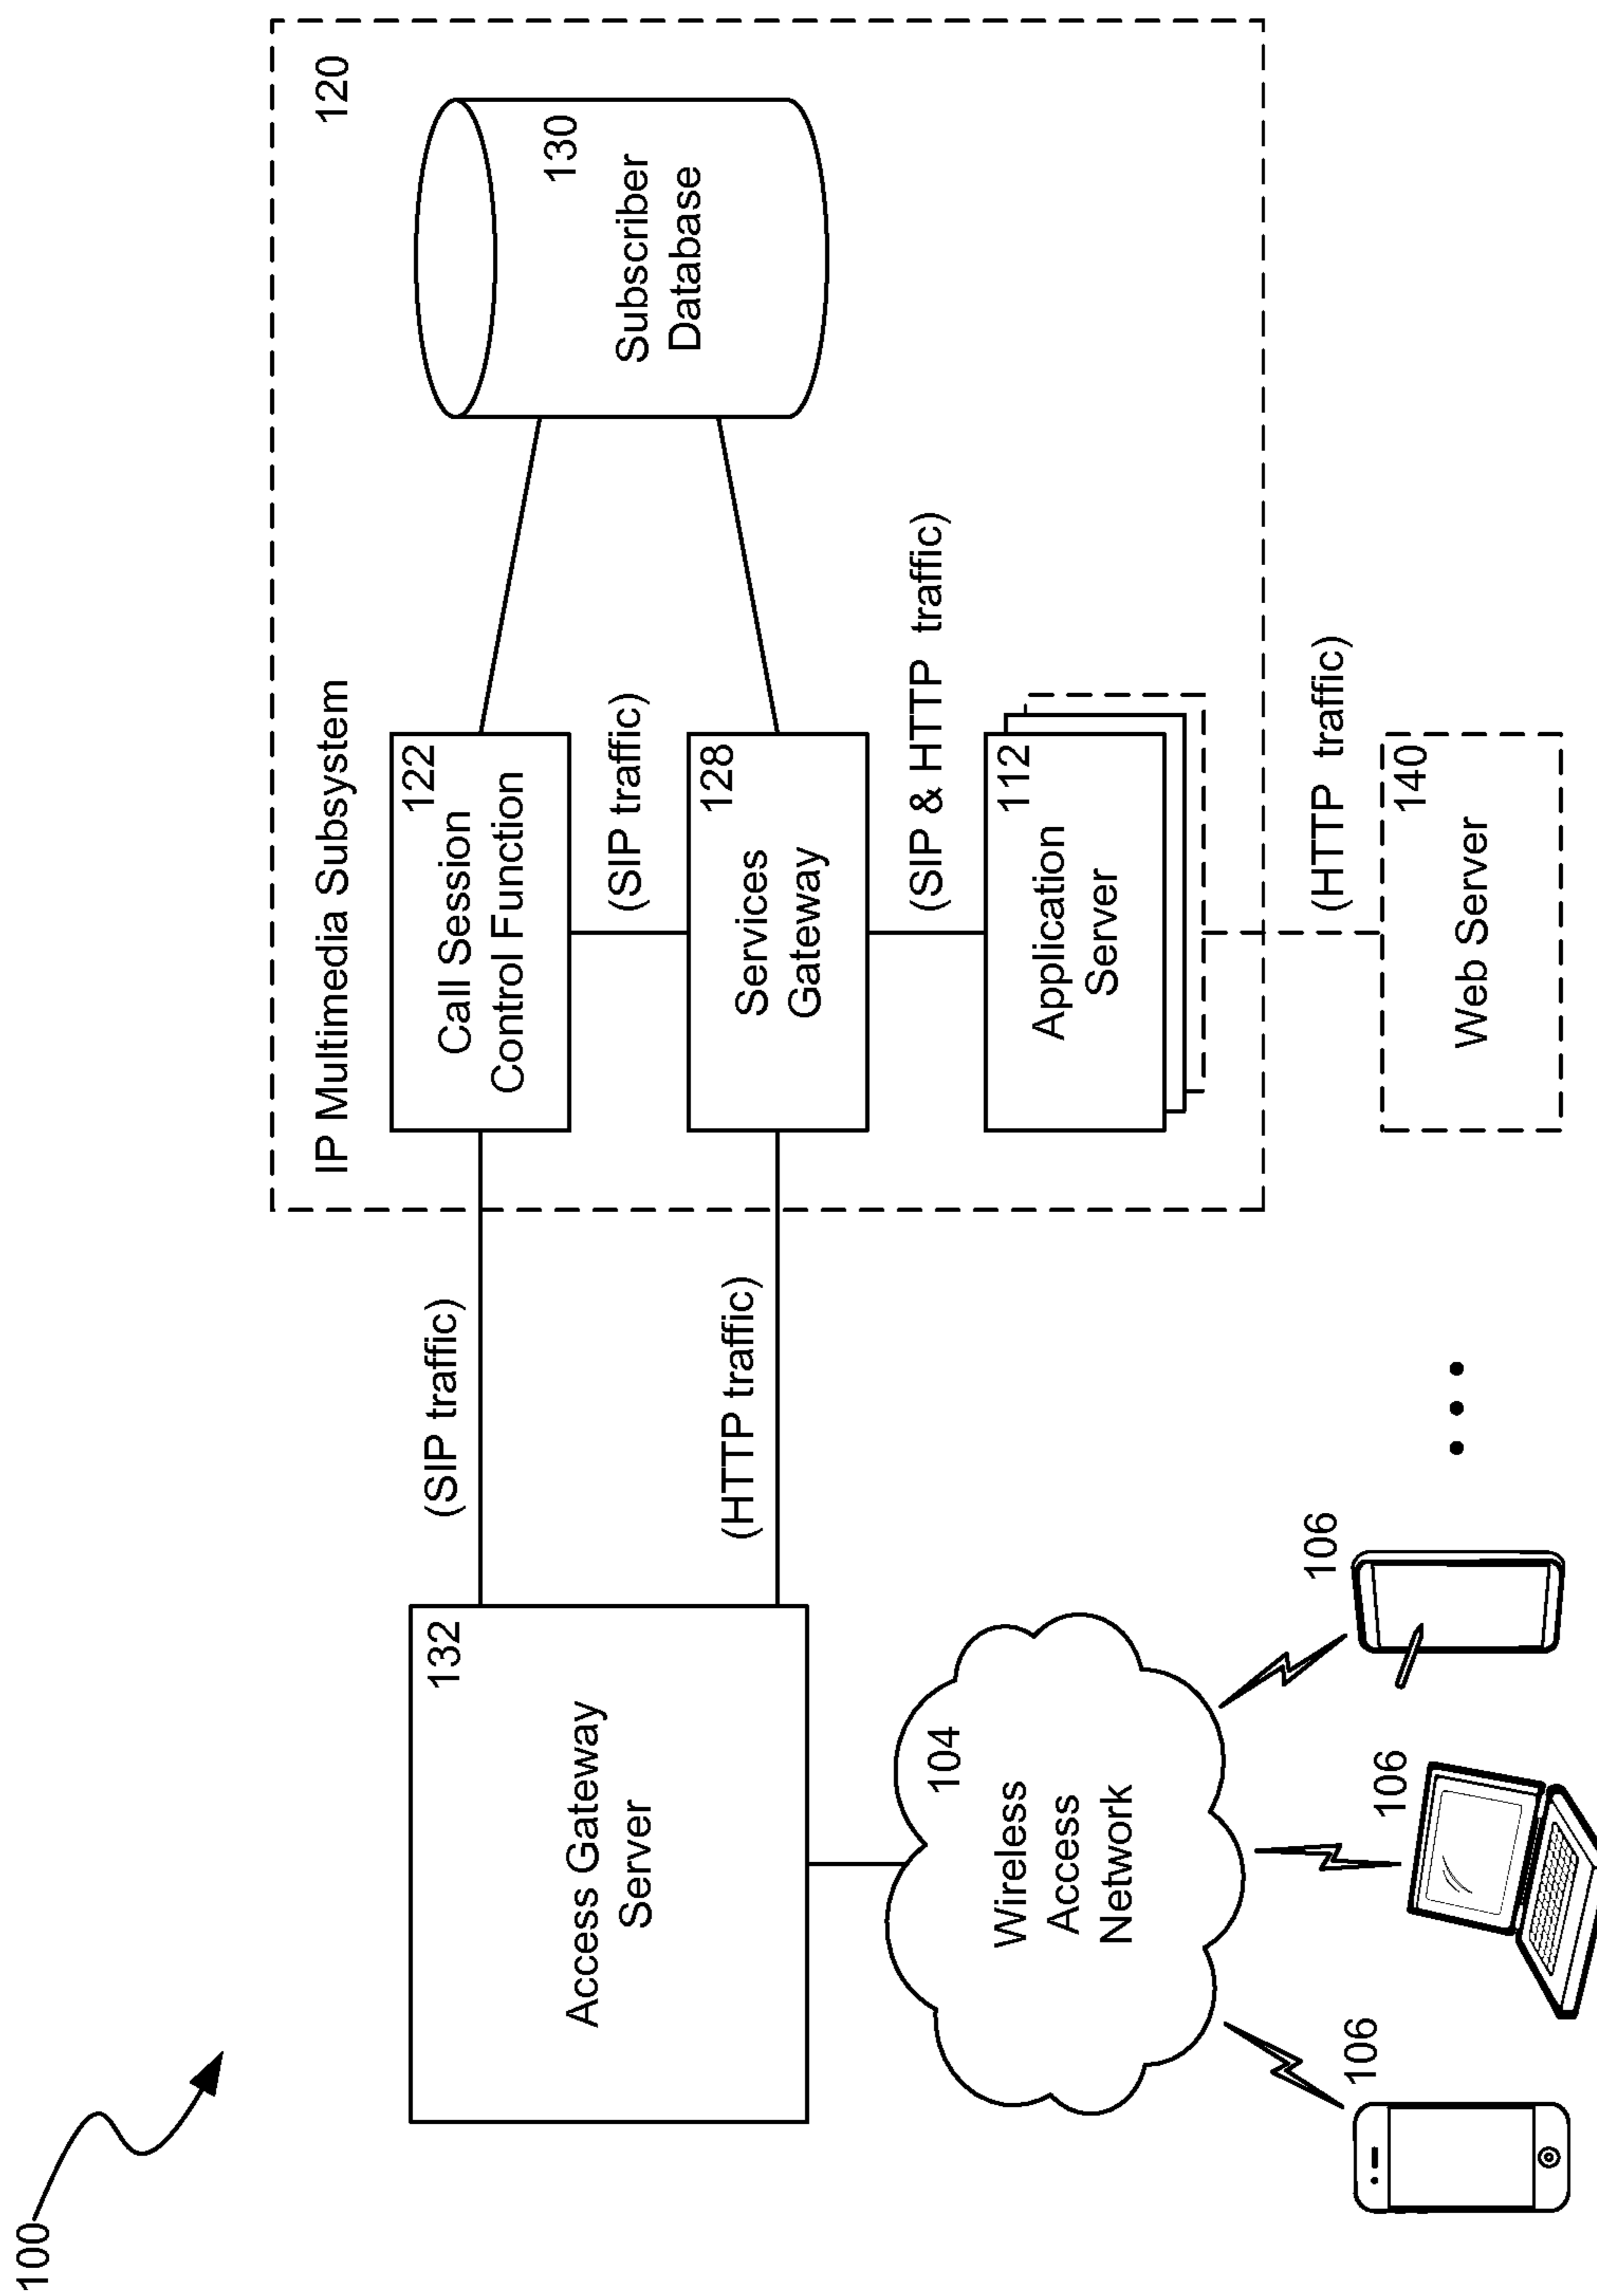 100
IP Multimedia Subsystem
120
132
Access Gateway
Server
(SIP traffic)
(HTTP traffic)
122
Call Session
Control Function
(SIP traffic)
128
Services
Gateway
130
Subscriber
Database
(SIP & HTTP traffic)
112
Application
Server
104
Wireless
Access
Network
(HTTP traffic)
140
Web Server
106
106
106